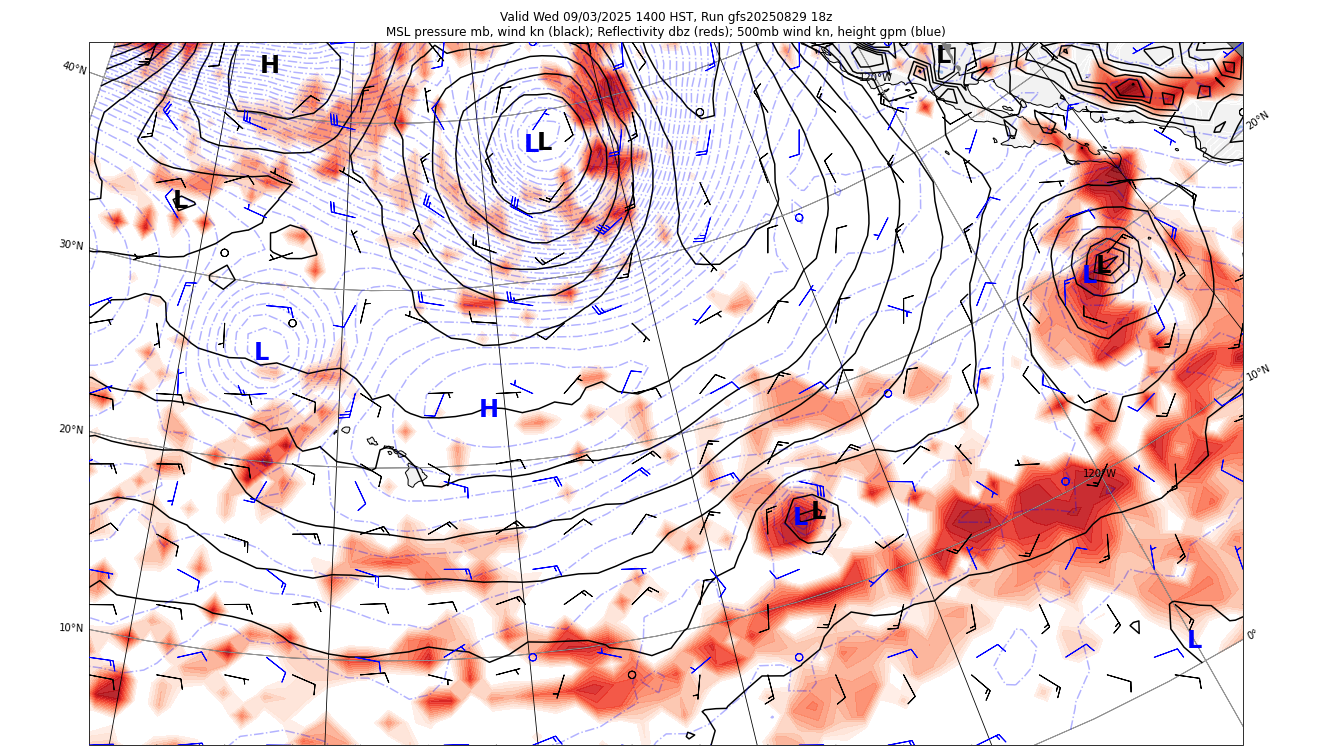 Valid Wed 09/03/2025 1400 HST, Run gfs20250829 18z
MSL pressure mb, wind kn (black); Reflectivity dbz (reds); 500mb wind kn, height gpm (blue)
H
L
40°N
120°W
20°N
L L
L
30°N
L
L
L
10°N
H
20°N
120°W
L
L
10°N
0°
L